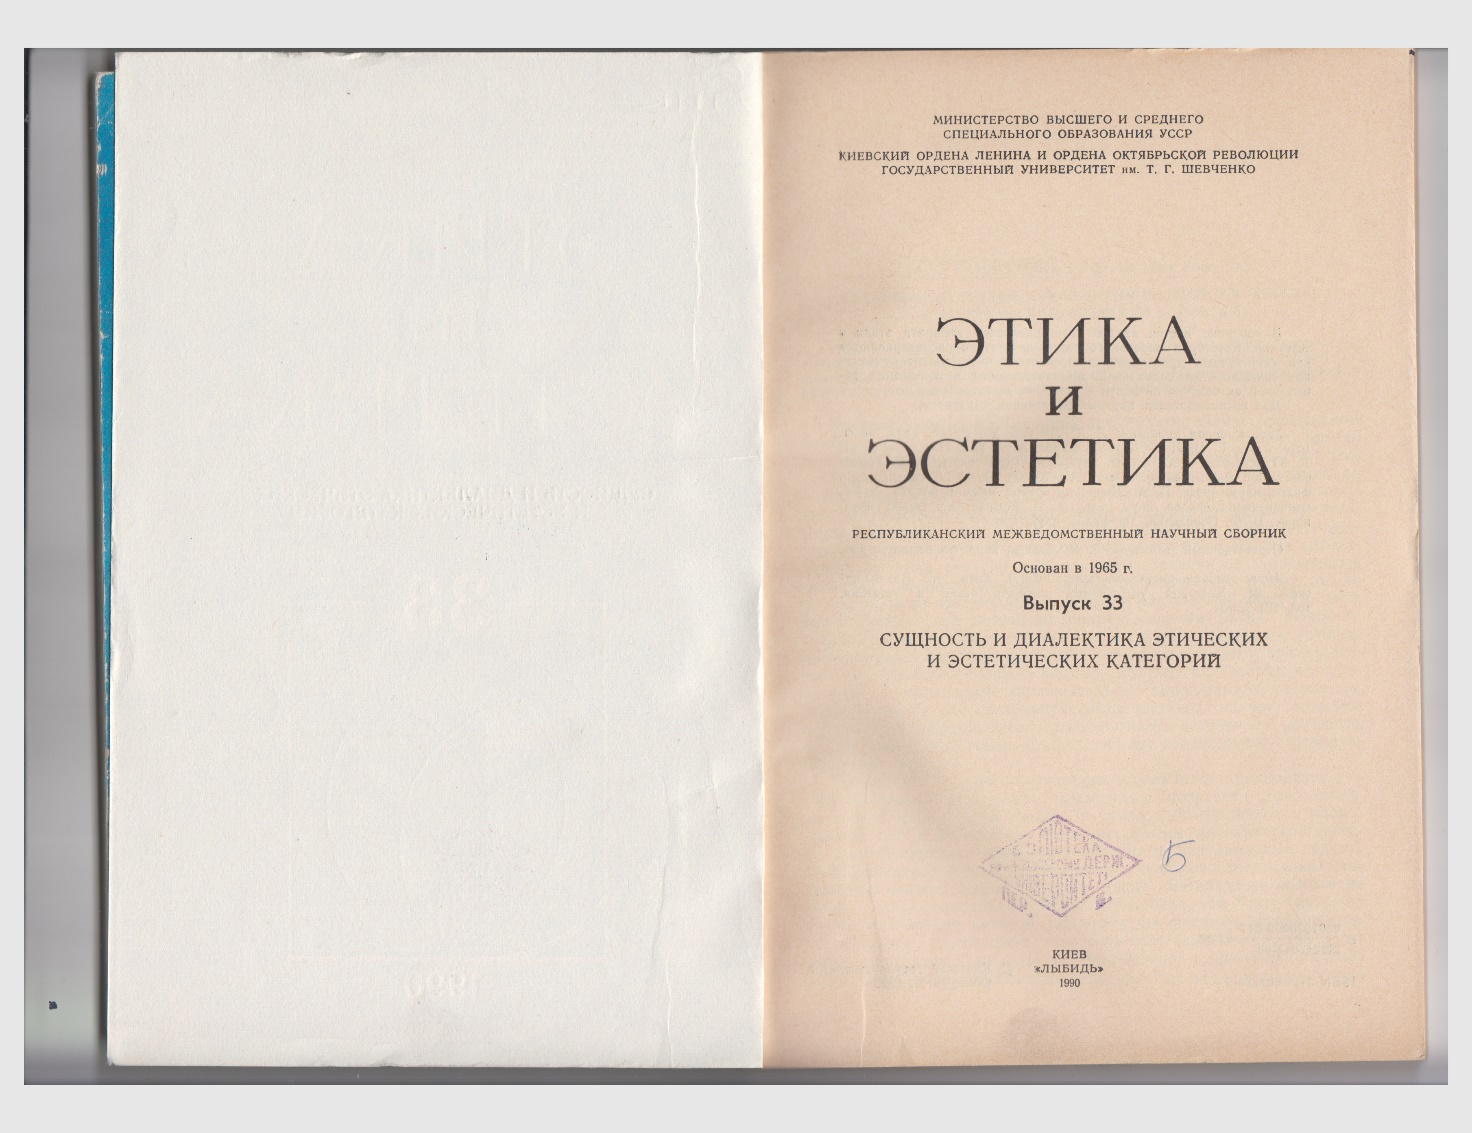 МИНИСТЕРСТВО ВЫСШЕГО И СРЕДНЕГО
СПЕЦИАЛЬНОГО ОБРАЗОВАНИЯ УССР
КИЕВСКИЙ ОРДЕНА ЛЕНИНА И ОРДЕНА ОКТЯБРЬСКОЙ РЕВОЛЮЦИИ
ГОСУДАРСТВЕННЫЙ УНИВЕРСИТЕТ им. Т. Г. ШЕВЧЕНКО
ЭТИКА
и
ЭСТЕТИКА
РЕСПУБЛИКАНСКИЙ МЕЖВЕДОМСТВЕННЫЙ НАУЧНЫЙ СБОРНИК
Основан в 1965 г.
Выпуск 33
СУЩНОСТЬ И ДИАЛЕКТИКА ЭТИЧЕСКИХ
И ЭСТЕТИЧЕСКИХ КАТЕГОРИЙ
ДЕРЖ.
Б
КИЕВ
«ЛЫБИДЬ»
1990